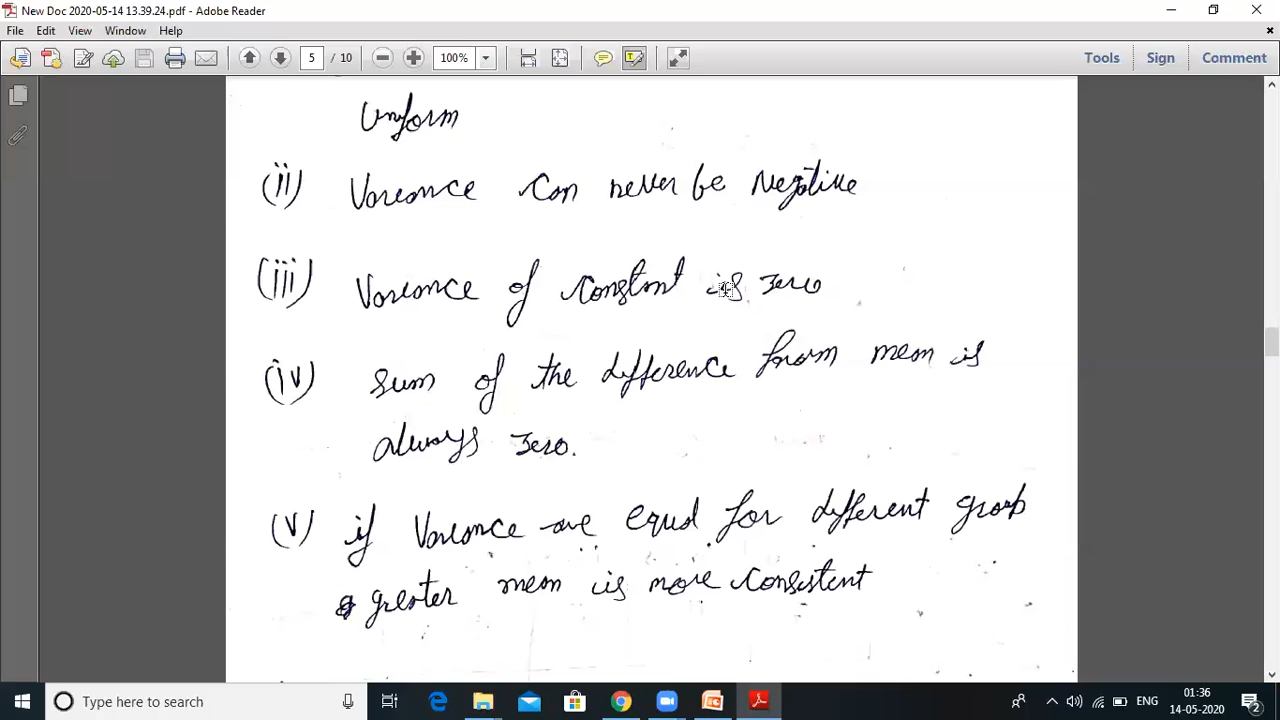 New Doc 2020-05-14 13.39.24.pdf - Adobe Reader
File Edit View Window Help
5 / 10 100% Tools Sign Comment
Uniform
(ii) Variance can never be Negative
(iii) Variance of constant is zero
(iv) sum of the difference from mean is
always zero.
(v) if Variance are equal for different group
greater mean is more consistent
Type here to search
ENG 01:36
14-05-2020 2